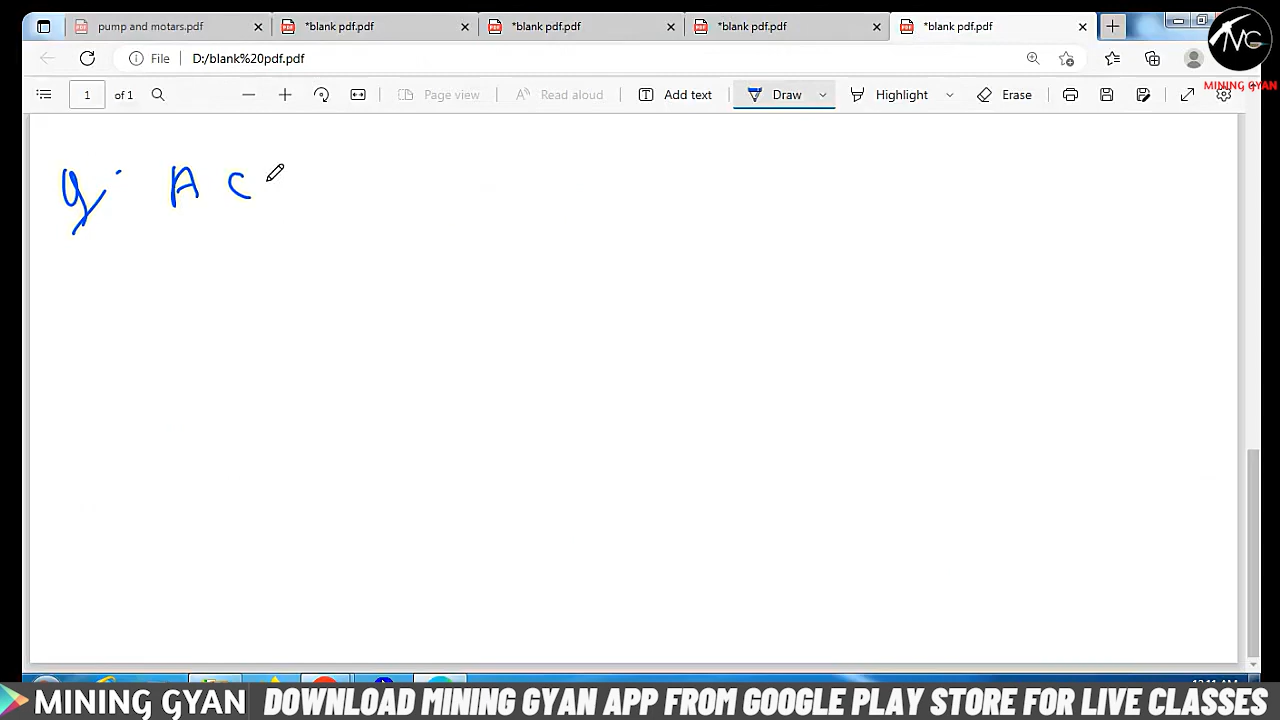 pump and motars.pdf
*blank pdf.pdf
*blank pdf.pdf
*blank pdf.pdf
*blank pdf.pdf
MVG
MINING GYAN
File D:/blank%20pdf.pdf
1 of 1 Page view Read aloud Add text Draw Highlight Erase
Q. A C
MINING GYAN DOWNLOAD MINING GYAN APP FROM GOOGLE PLAY STORE FOR LIVE CLASSES